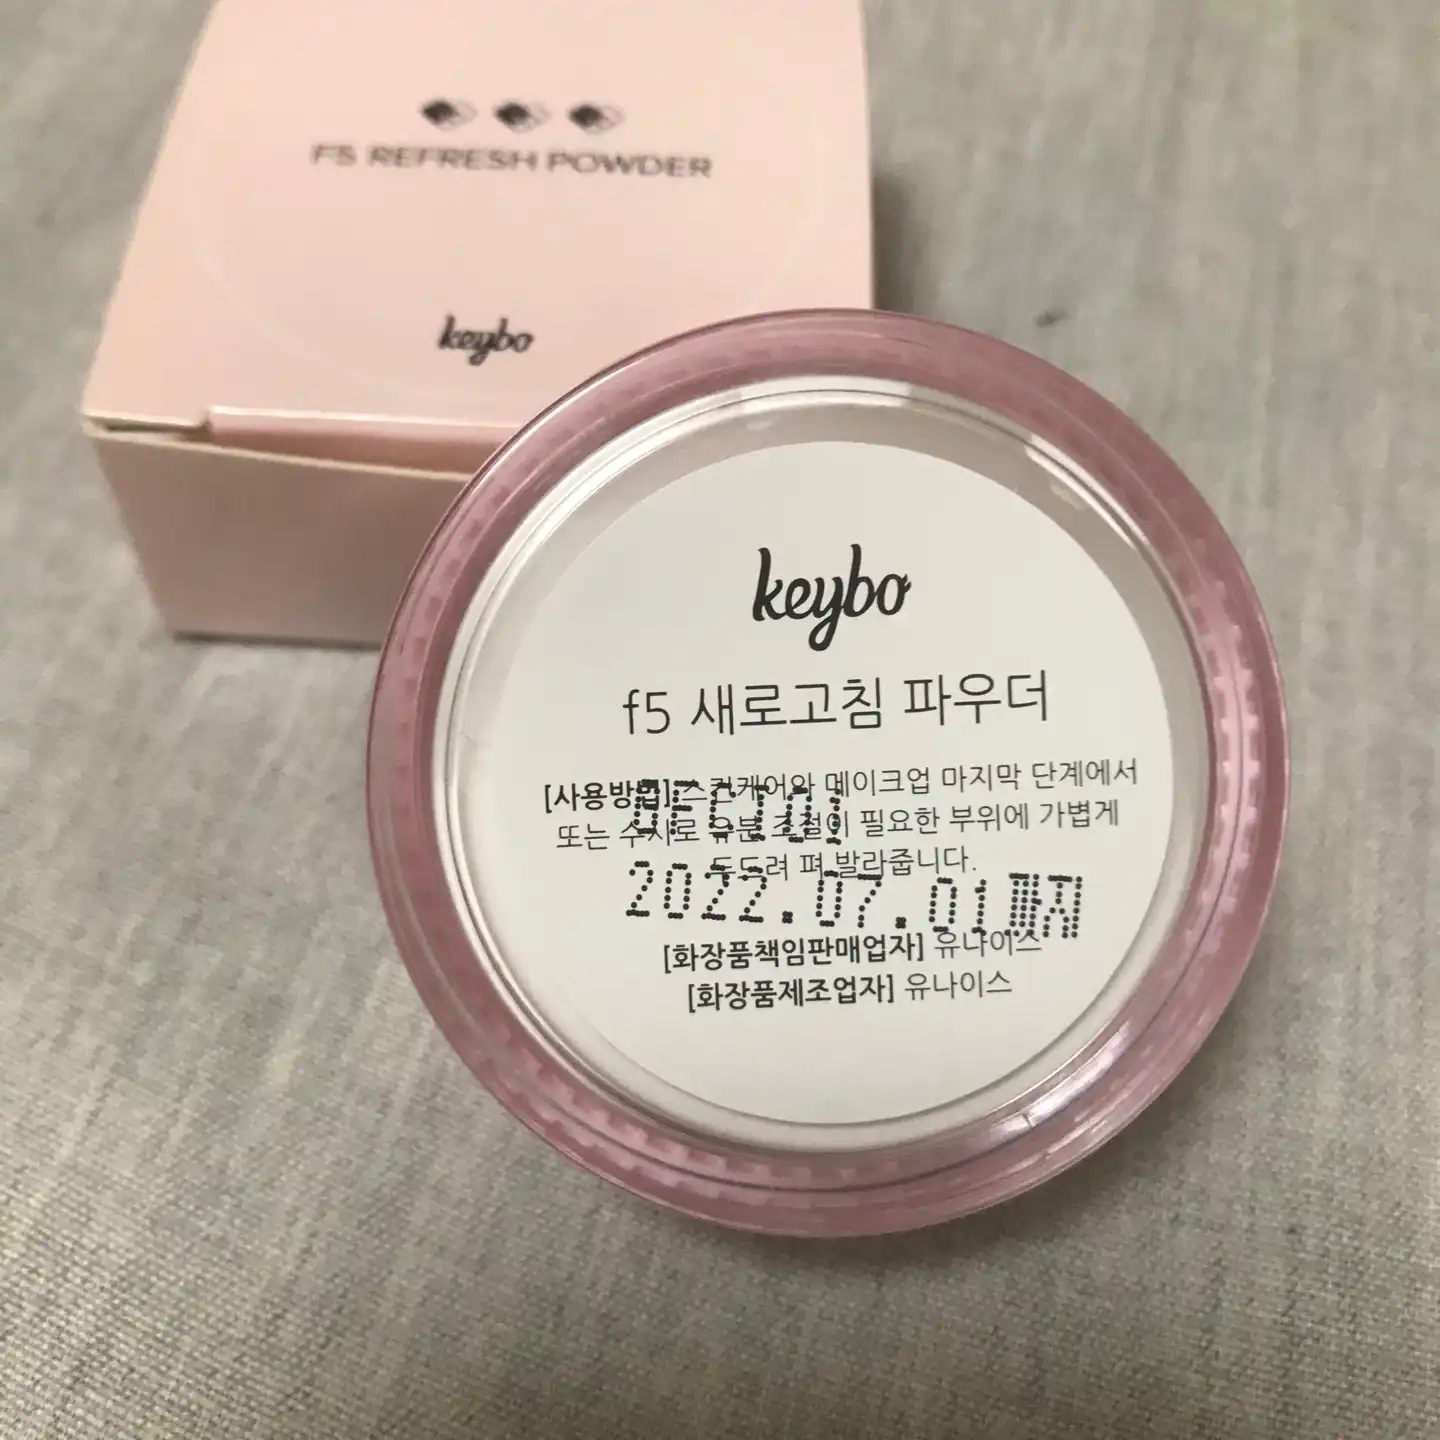 F5 REFRESH POWDER
keybo
keybo
f5 새로고침 파우더
[사용방법] 스킨케어와 메이크업 마지막 단계에서
또는 수시로 유분 조절이 필요한 부위에 가볍게
두드려 펴 발라줍니다.
2022.07.01까지
[화장품책임판매업자] 유나이스
[화장품제조업자] 유나이스